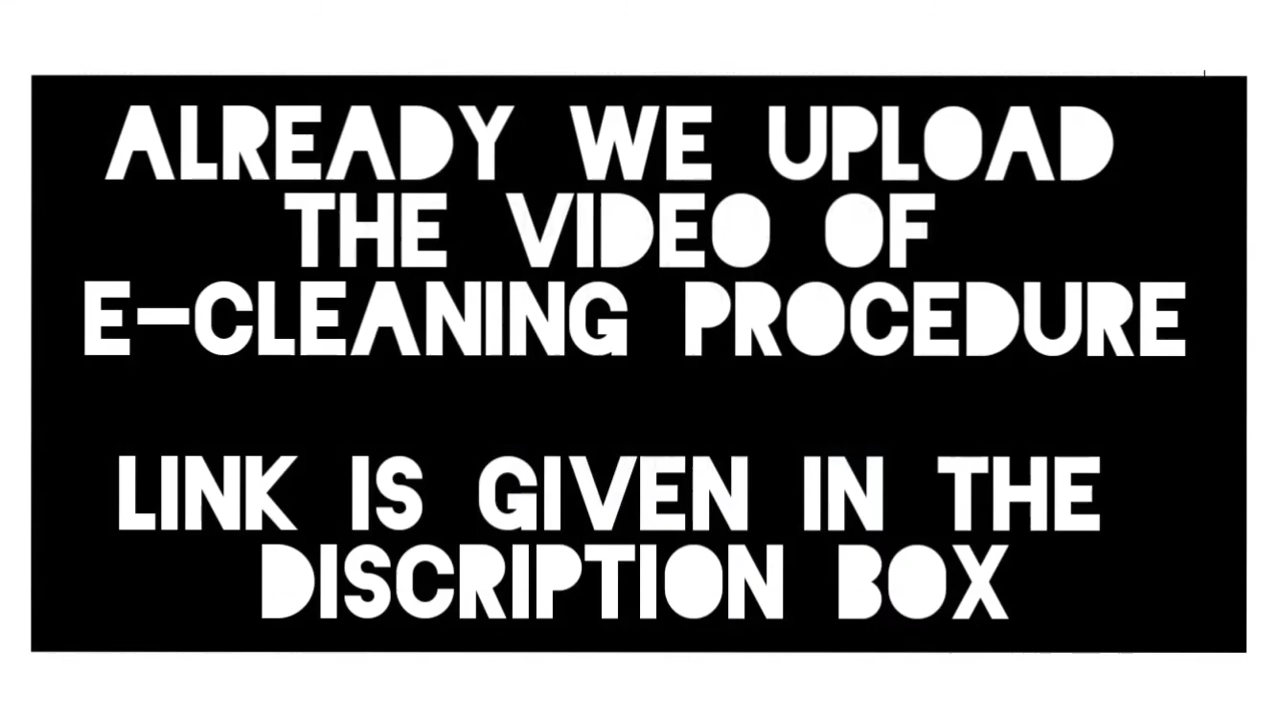 ALREADY WE UPLOAD
THE VIDEO OF
E-CLEANING PROCEDURE
LINK IS GIVEN IN THE
DISCRIPTION BOX